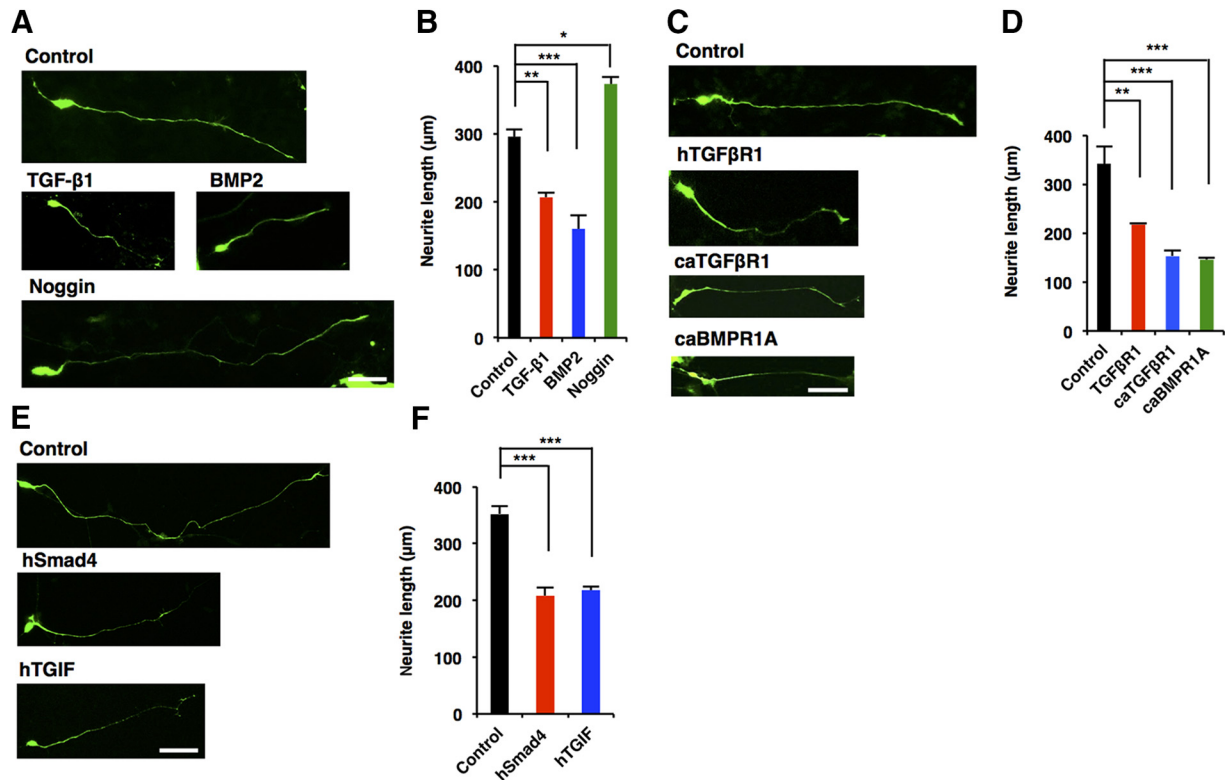 A
Control
TGF-β1
BMP2
Noggin
B
Neurite length (µm)
400
300
200
100
0
*
***
**
Control
TGF-β1
BMP2
Noggin
C
Control
hTGFβR1
caTGFβR1
caBMPR1A
D
Neurite length (µm)
400
300
200
100
0
***
***
**
Control
TGFβR1
caTGFβR1
caBMPR1A
E
Control
hSmad4
hTGIF
F
Neurite length (µm)
400
300
200
100
0
***
***
Control
hSmad4
hTGIF